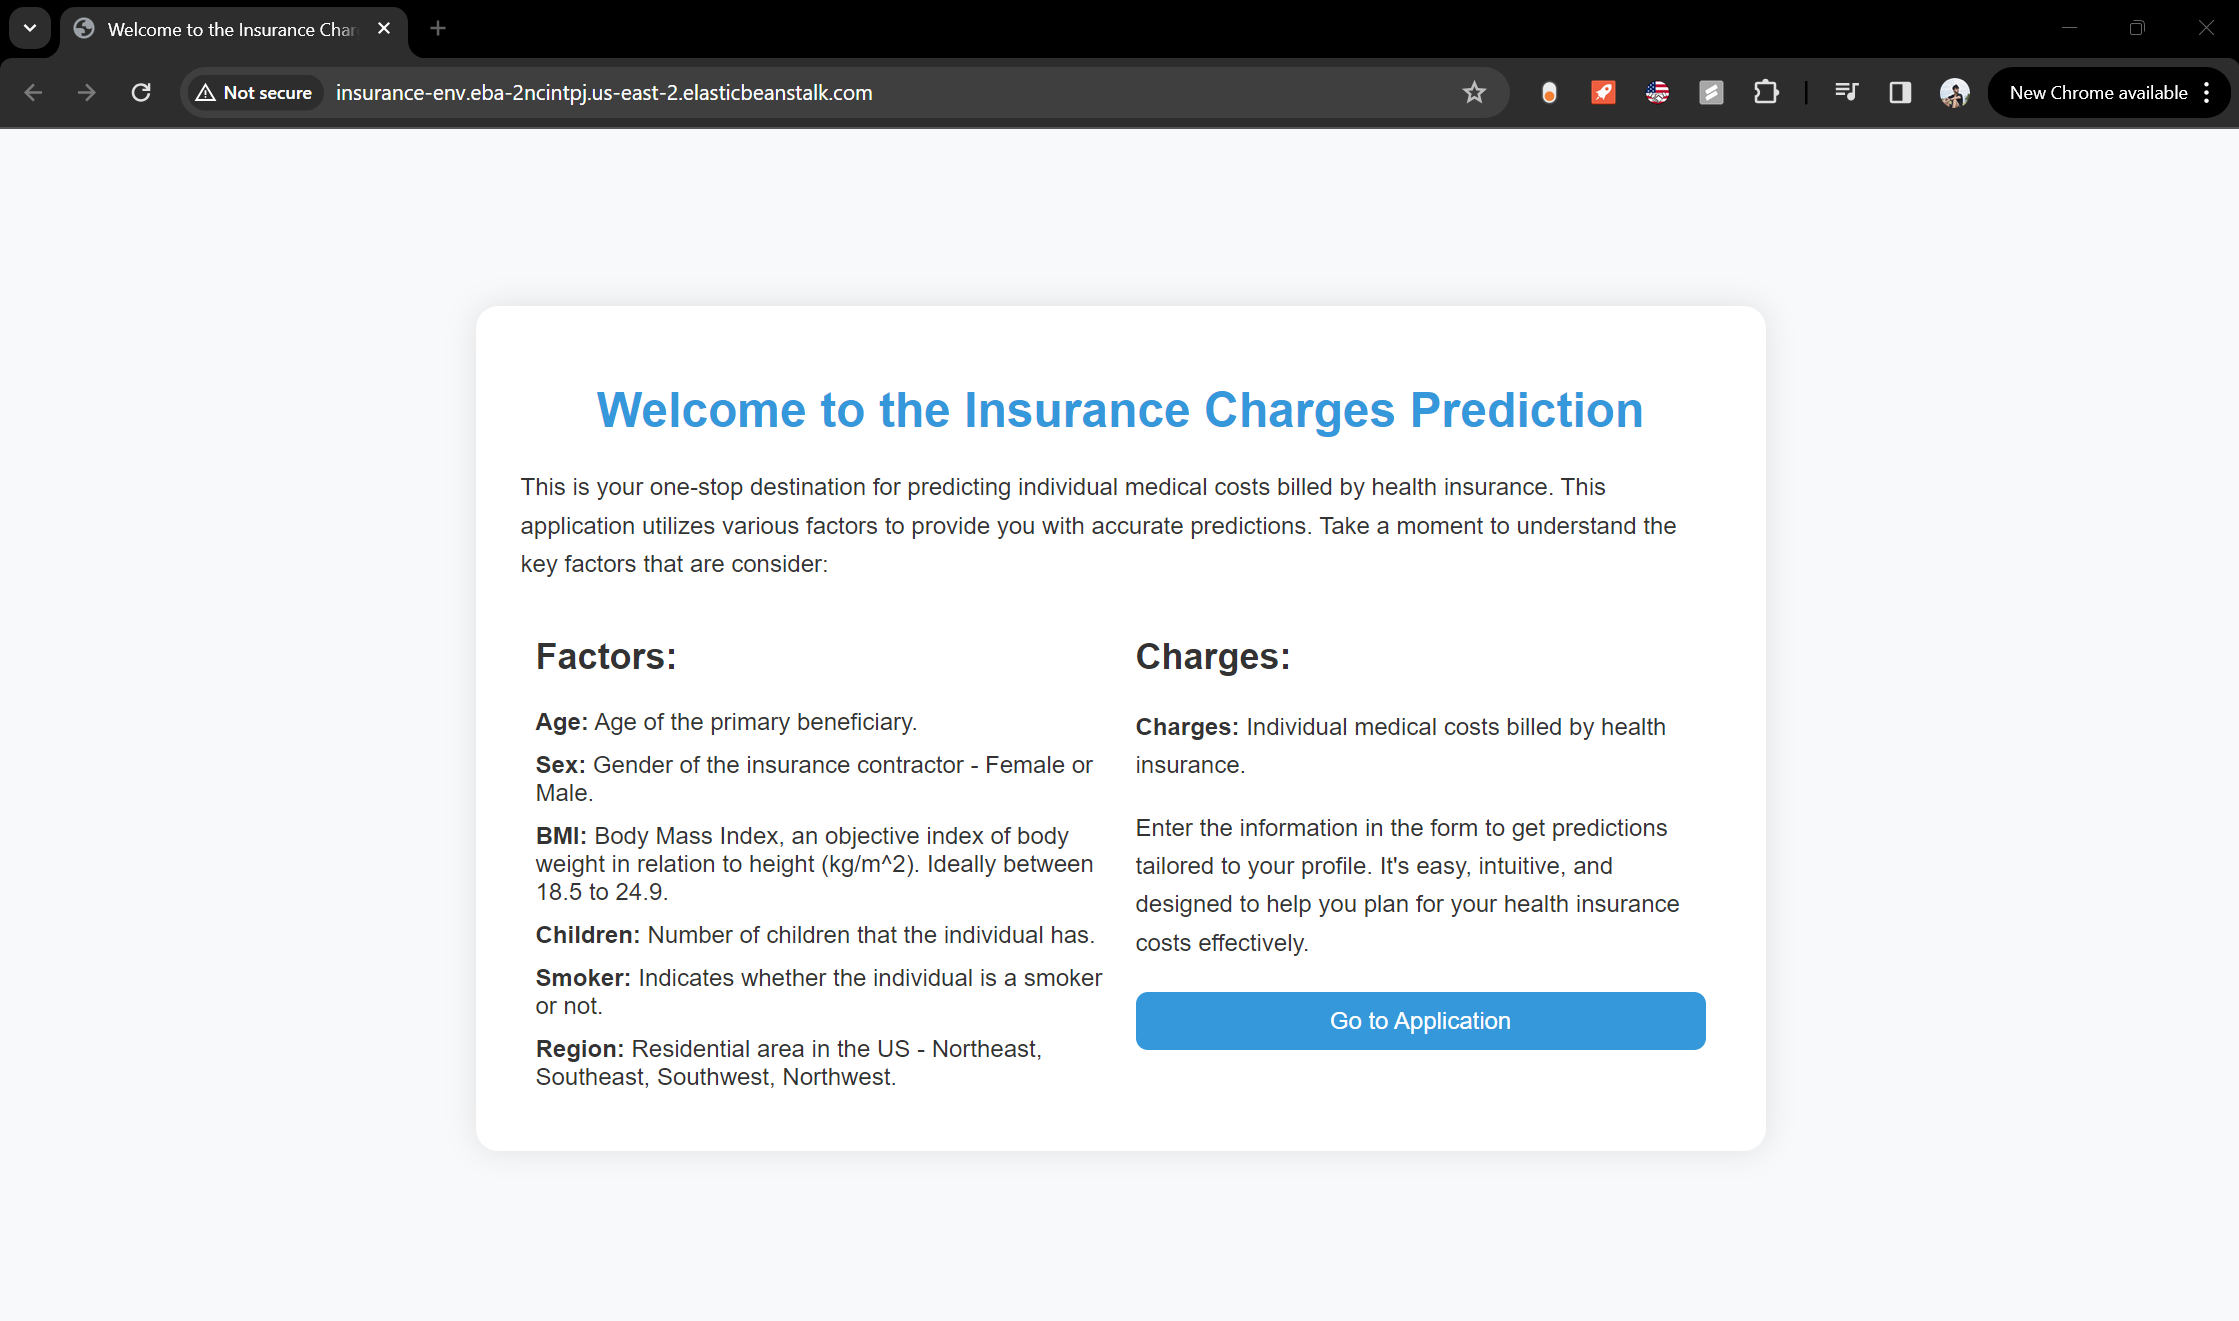 Welcome to the Insurance Char
Not secure
insurance-env.eba-2ncintpj.us-east-2.elasticbeanstalk.com
New Chrome available
Welcome to the Insurance Charges Prediction
This is your one-stop destination for predicting individual medical costs billed by health insurance. This
application utilizes various factors to provide you with accurate predictions. Take a moment to understand the
key factors that are consider:
Factors:
Age: Age of the primary beneficiary.
Sex: Gender of the insurance contractor - Female or
Male.
BMI: Body Mass Index, an objective index of body
weight in relation to height (kg/m^2). Ideally between
18.5 to 24.9.
Children: Number of children that the individual has.
Smoker: Indicates whether the individual is a smoker
or not.
Region: Residential area in the US - Northeast,
Southeast, Southwest, Northwest.
Charges:
Charges: Individual medical costs billed by health
insurance.
Enter the information in the form to get predictions
tailored to your profile. It's easy, intuitive, and
designed to help you plan for your health insurance
costs effectively.
Go to Application